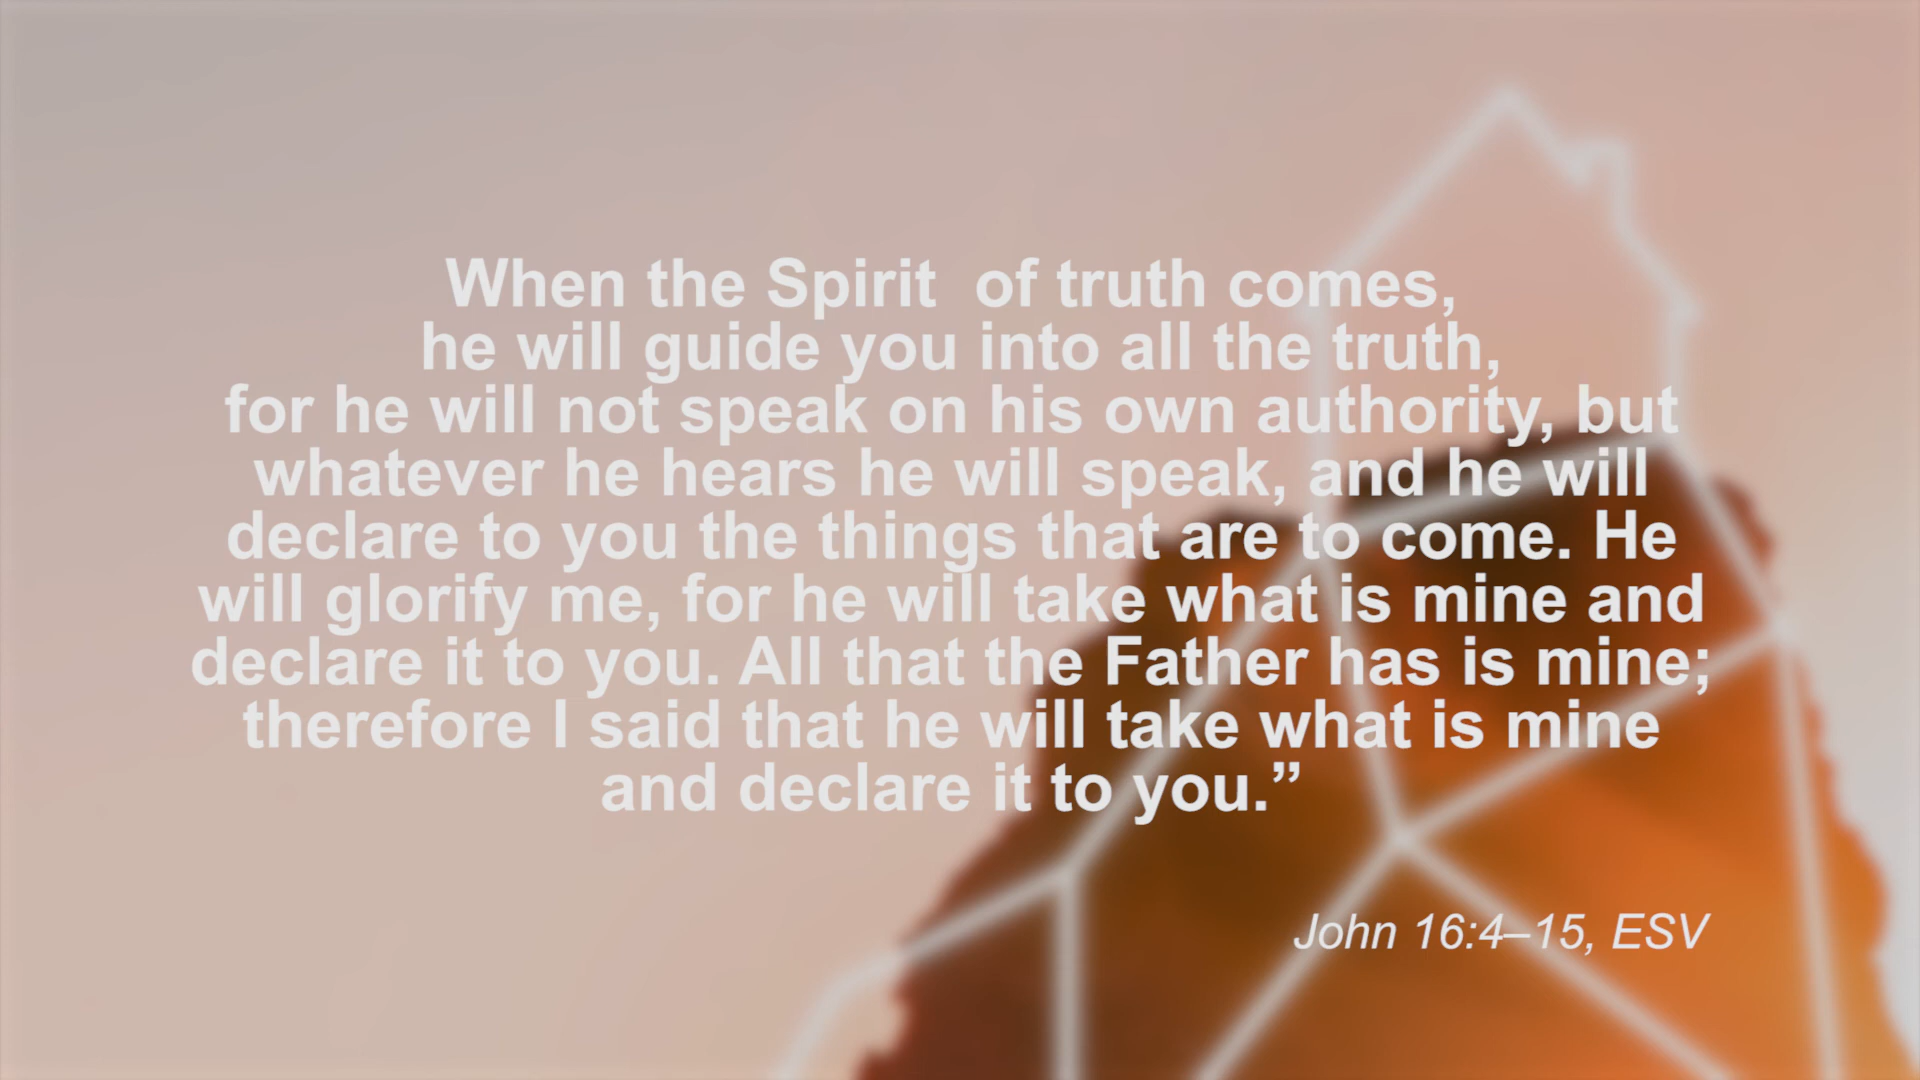 When the Spirit  of truth comes,
he will guide you into all the truth,
for he will not speak on his own authority, but
whatever he hears he will speak, and he will
declare to you the things that are to come. He
will glorify me, for he will take what is mine and
declare it to you. All that the Father has is mine;
therefore I said that he will take what is mine
and declare it to you.”
John 16:4–15, ESV